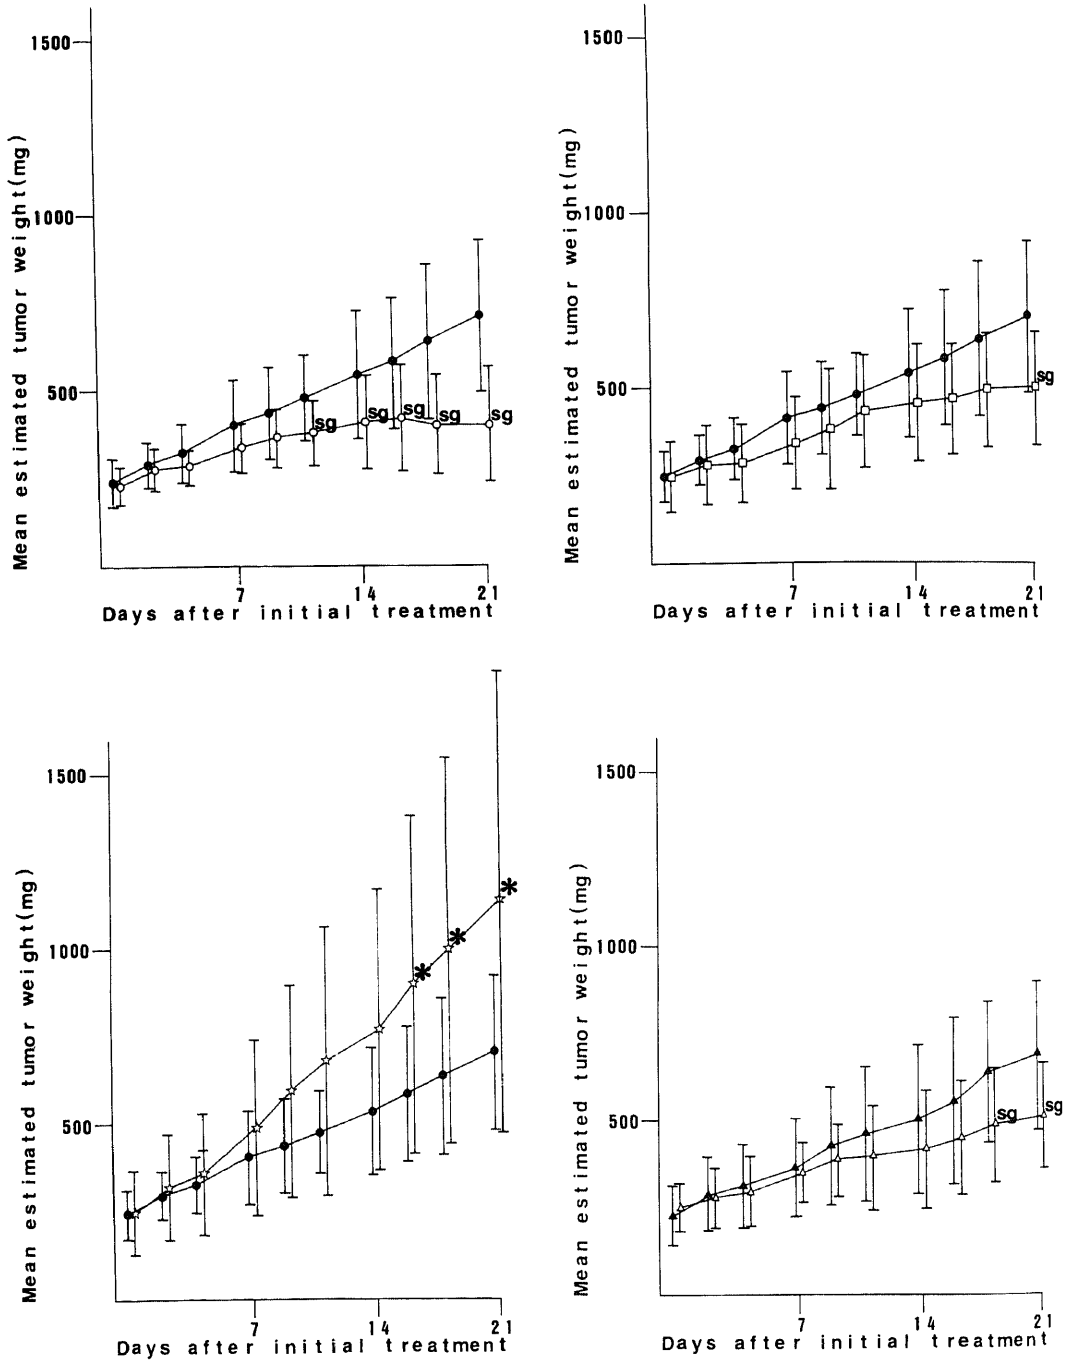 1500
1000
500
Mean estimated tumor weight(mg)
sg
sg
sg
sg
sg
7
14
21
Days after initial treatment
1500
1000
500
Mean estimated tumor weight(mg)
sg
7
14
21
Days after initial treatment
1500
1000
500
Mean estimated tumor weight(mg)
*
*
*
7
14
21
Days after initial treatment
1500
1000
500
Mean estimated tumor weight(mg)
sg
sg
7
14
21
Days after initial treatment